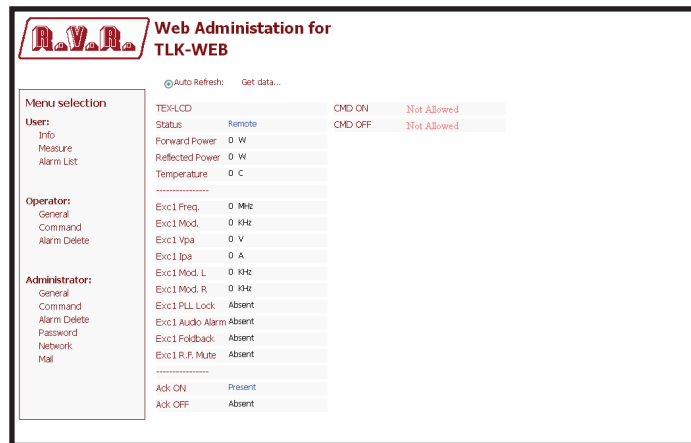 R.V.R.
Web Administation for
TLK-WEB
Auto Refresh: Get data...
Menu selection
User:
Info
Measure
Alarm List
Operator:
General
Command
Alarm Delete
Administrator:
General
Command
Alarm Delete
Password
Network
Mail
TEX-LCD
Status Remote
Forward Power 0 W
Reflected Power 0 W
Temperature 0 C
----------------
Exc1 Freq. 0 MHz
Exc1 Mod. 0 KHz
Exc1 Vpa 0 V
Exc1 Ipa 0 A
Exc1 Mod. L 0 KHz
Exc1 Mod. R 0 KHz
Exc1 PLL Lock Absent
Exc1 Audio Alarm Absent
Exc1 Foldback Absent
Exc1 R.F. Mute Absent
----------------
Ack ON Present
Ack OFF Absent
CMD ON Not Allowed
CMD OFF Not Allowed